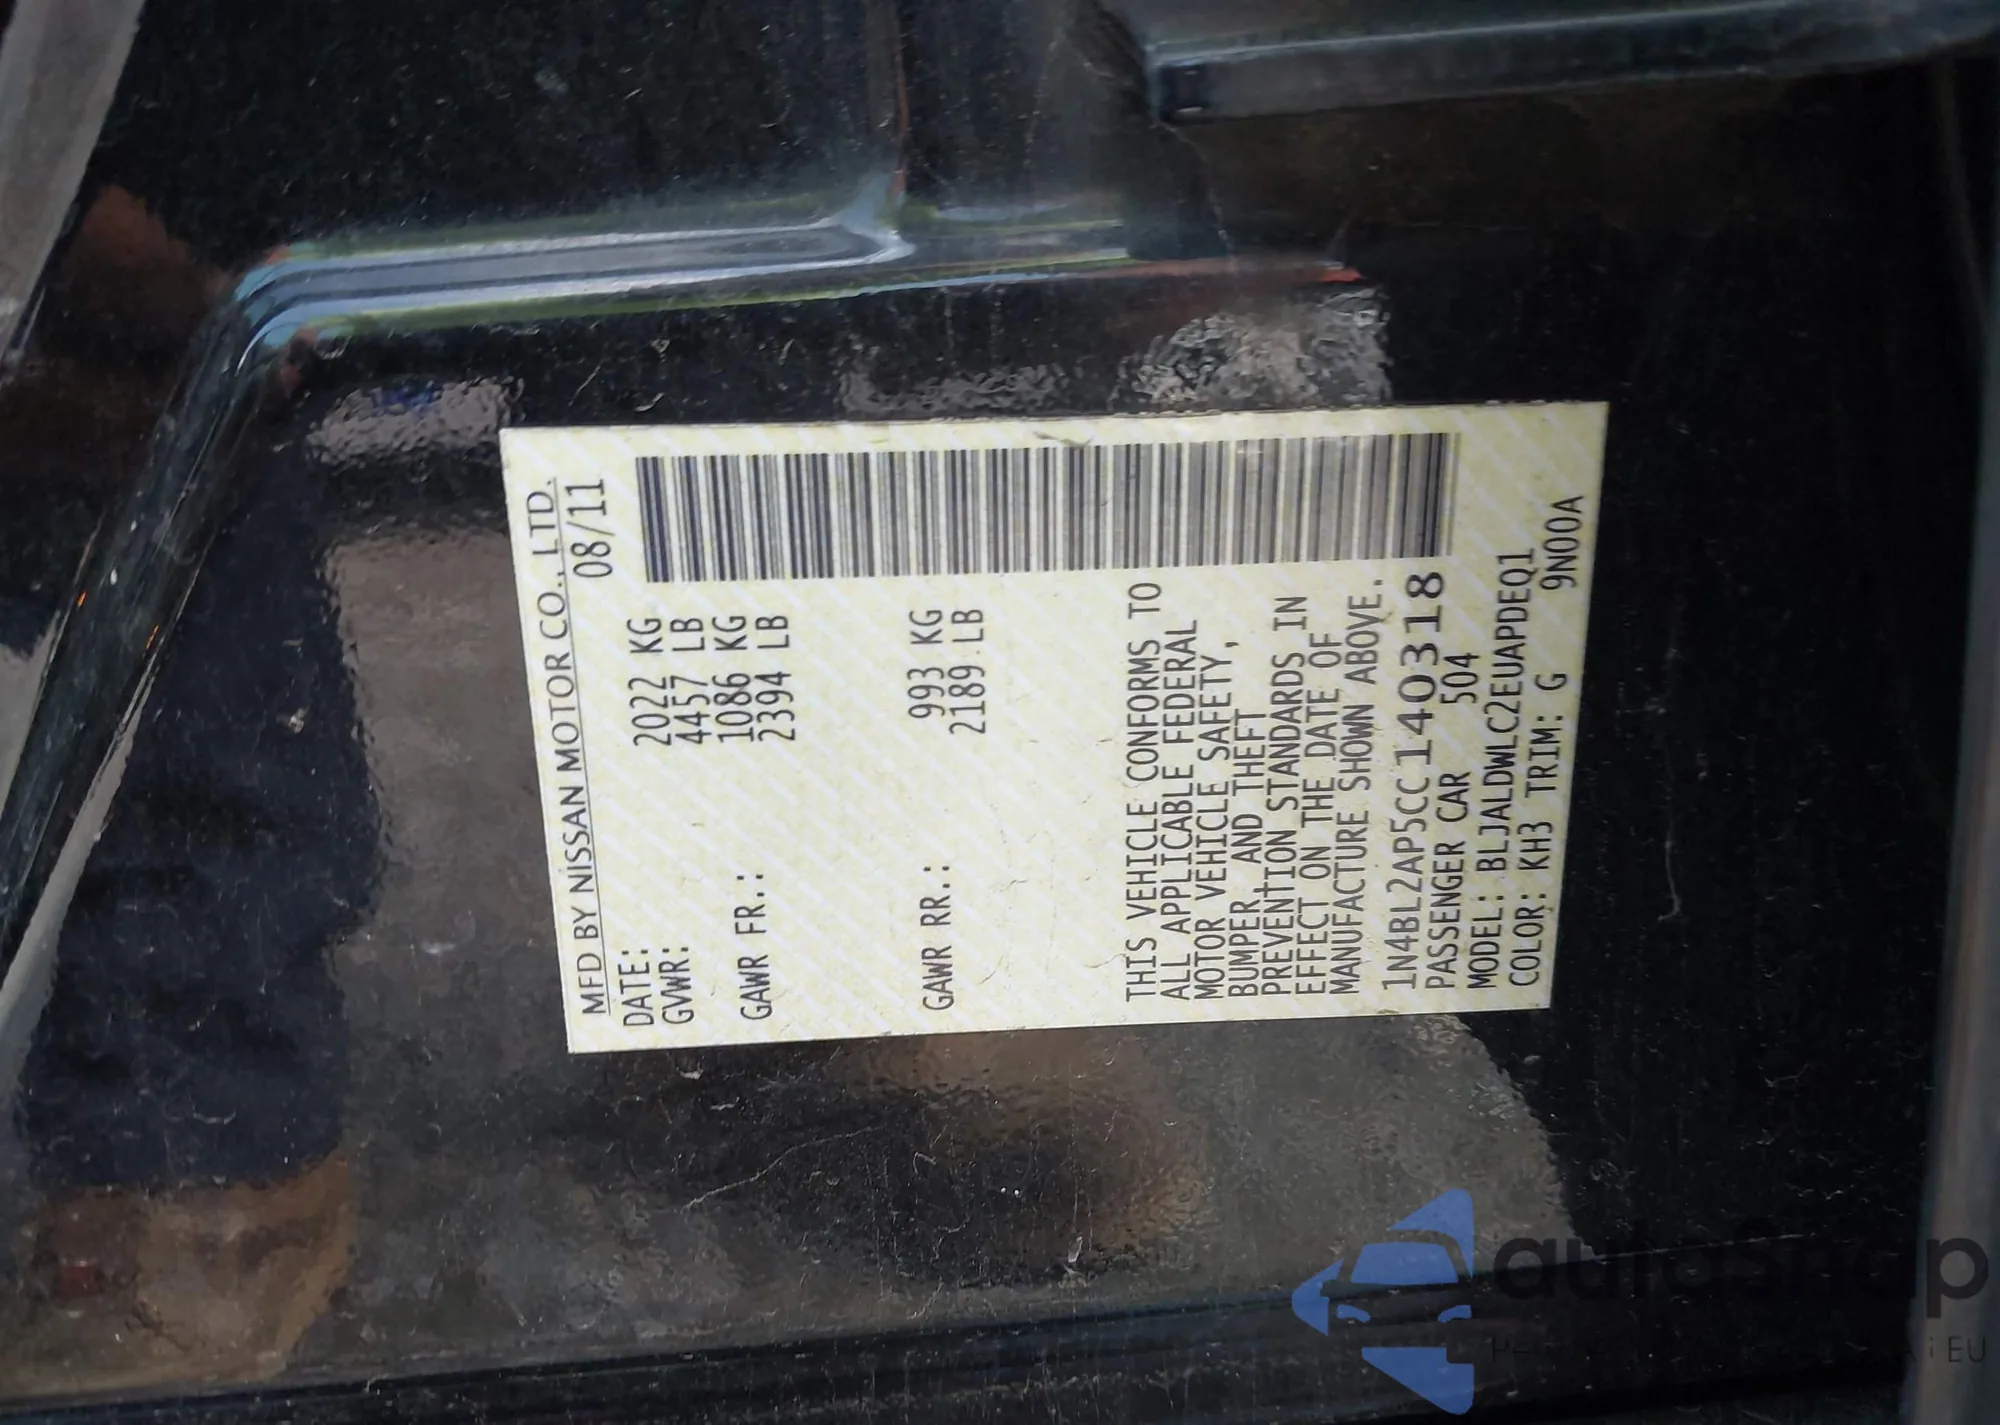 MFD BY NISSAN MOTOR CO., LTD.
DATE: 08/11
GVWR: 2022 KG
4457 LB
GAWR FR.: 1086 KG
2394 LB
GAWR RR.: 993 KG
2189 LB
THIS VEHICLE CONFORMS TO
ALL APPLICABLE FEDERAL
MOTOR VEHICLE SAFETY,
BUMPER, AND THEFT
PREVENTION STANDARDS IN
EFFECT ON THE DATE OF
MANUFACTURE SHOWN ABOVE.
1N4BL2AP5CC140318
PASSENGER CAR 504
MODEL: BLJALDWLC2EUAPDEQ1
COLOR: KH3 TRIM: G 9N00A
autoSnap
EU